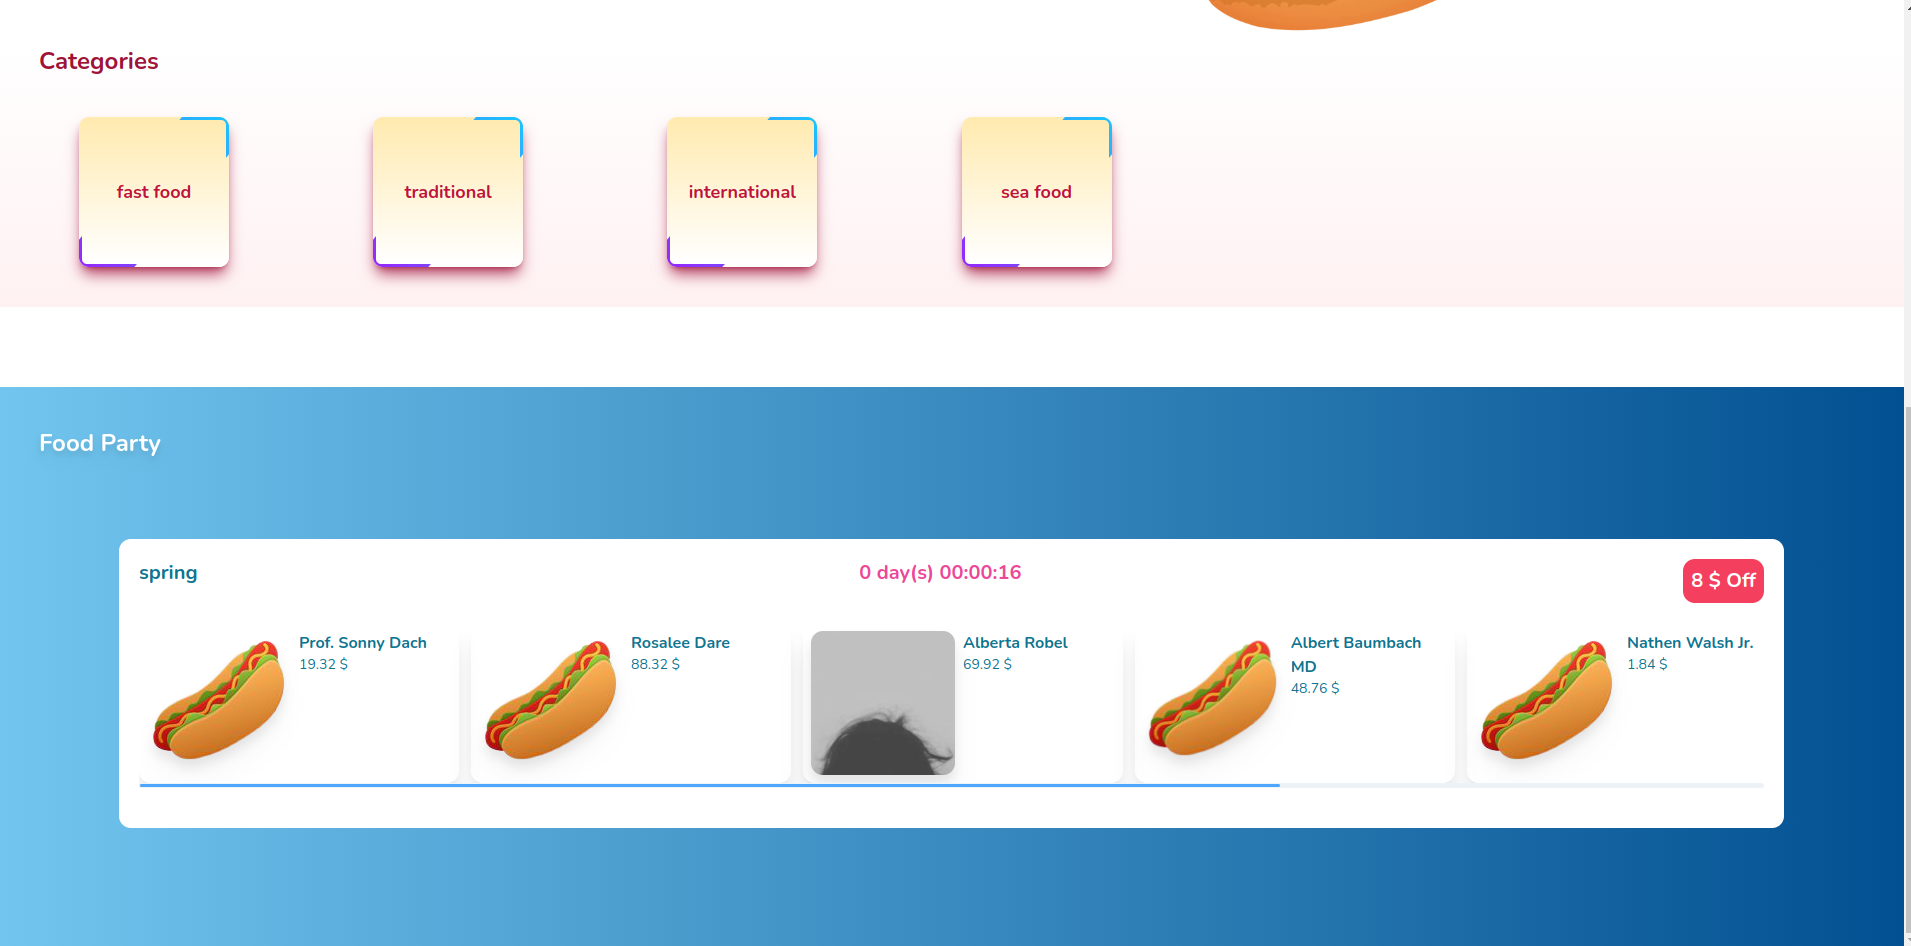 Categories
fast food
traditional
international
sea food
Food Party
spring
0 day(s) 00:00:16
8 $ Off
Prof. Sonny Dach
19.32 $
Rosalee Dare
88.32 $
Alberta Robel
69.92 $
Albert Baumbach
MD
48.76 $
Nathen Walsh Jr.
1.84 $